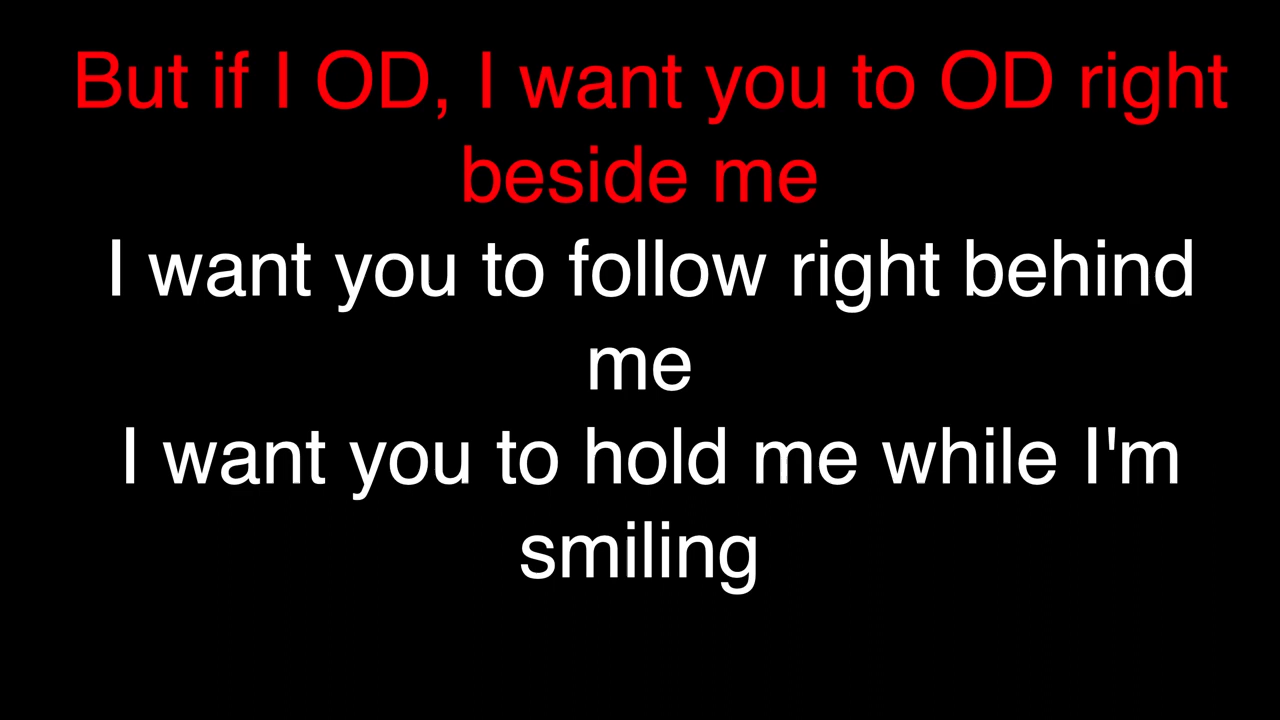 But if I OD, I want you to OD right
beside me
I want you to follow right behind
me
I want you to hold me while I'm
smiling